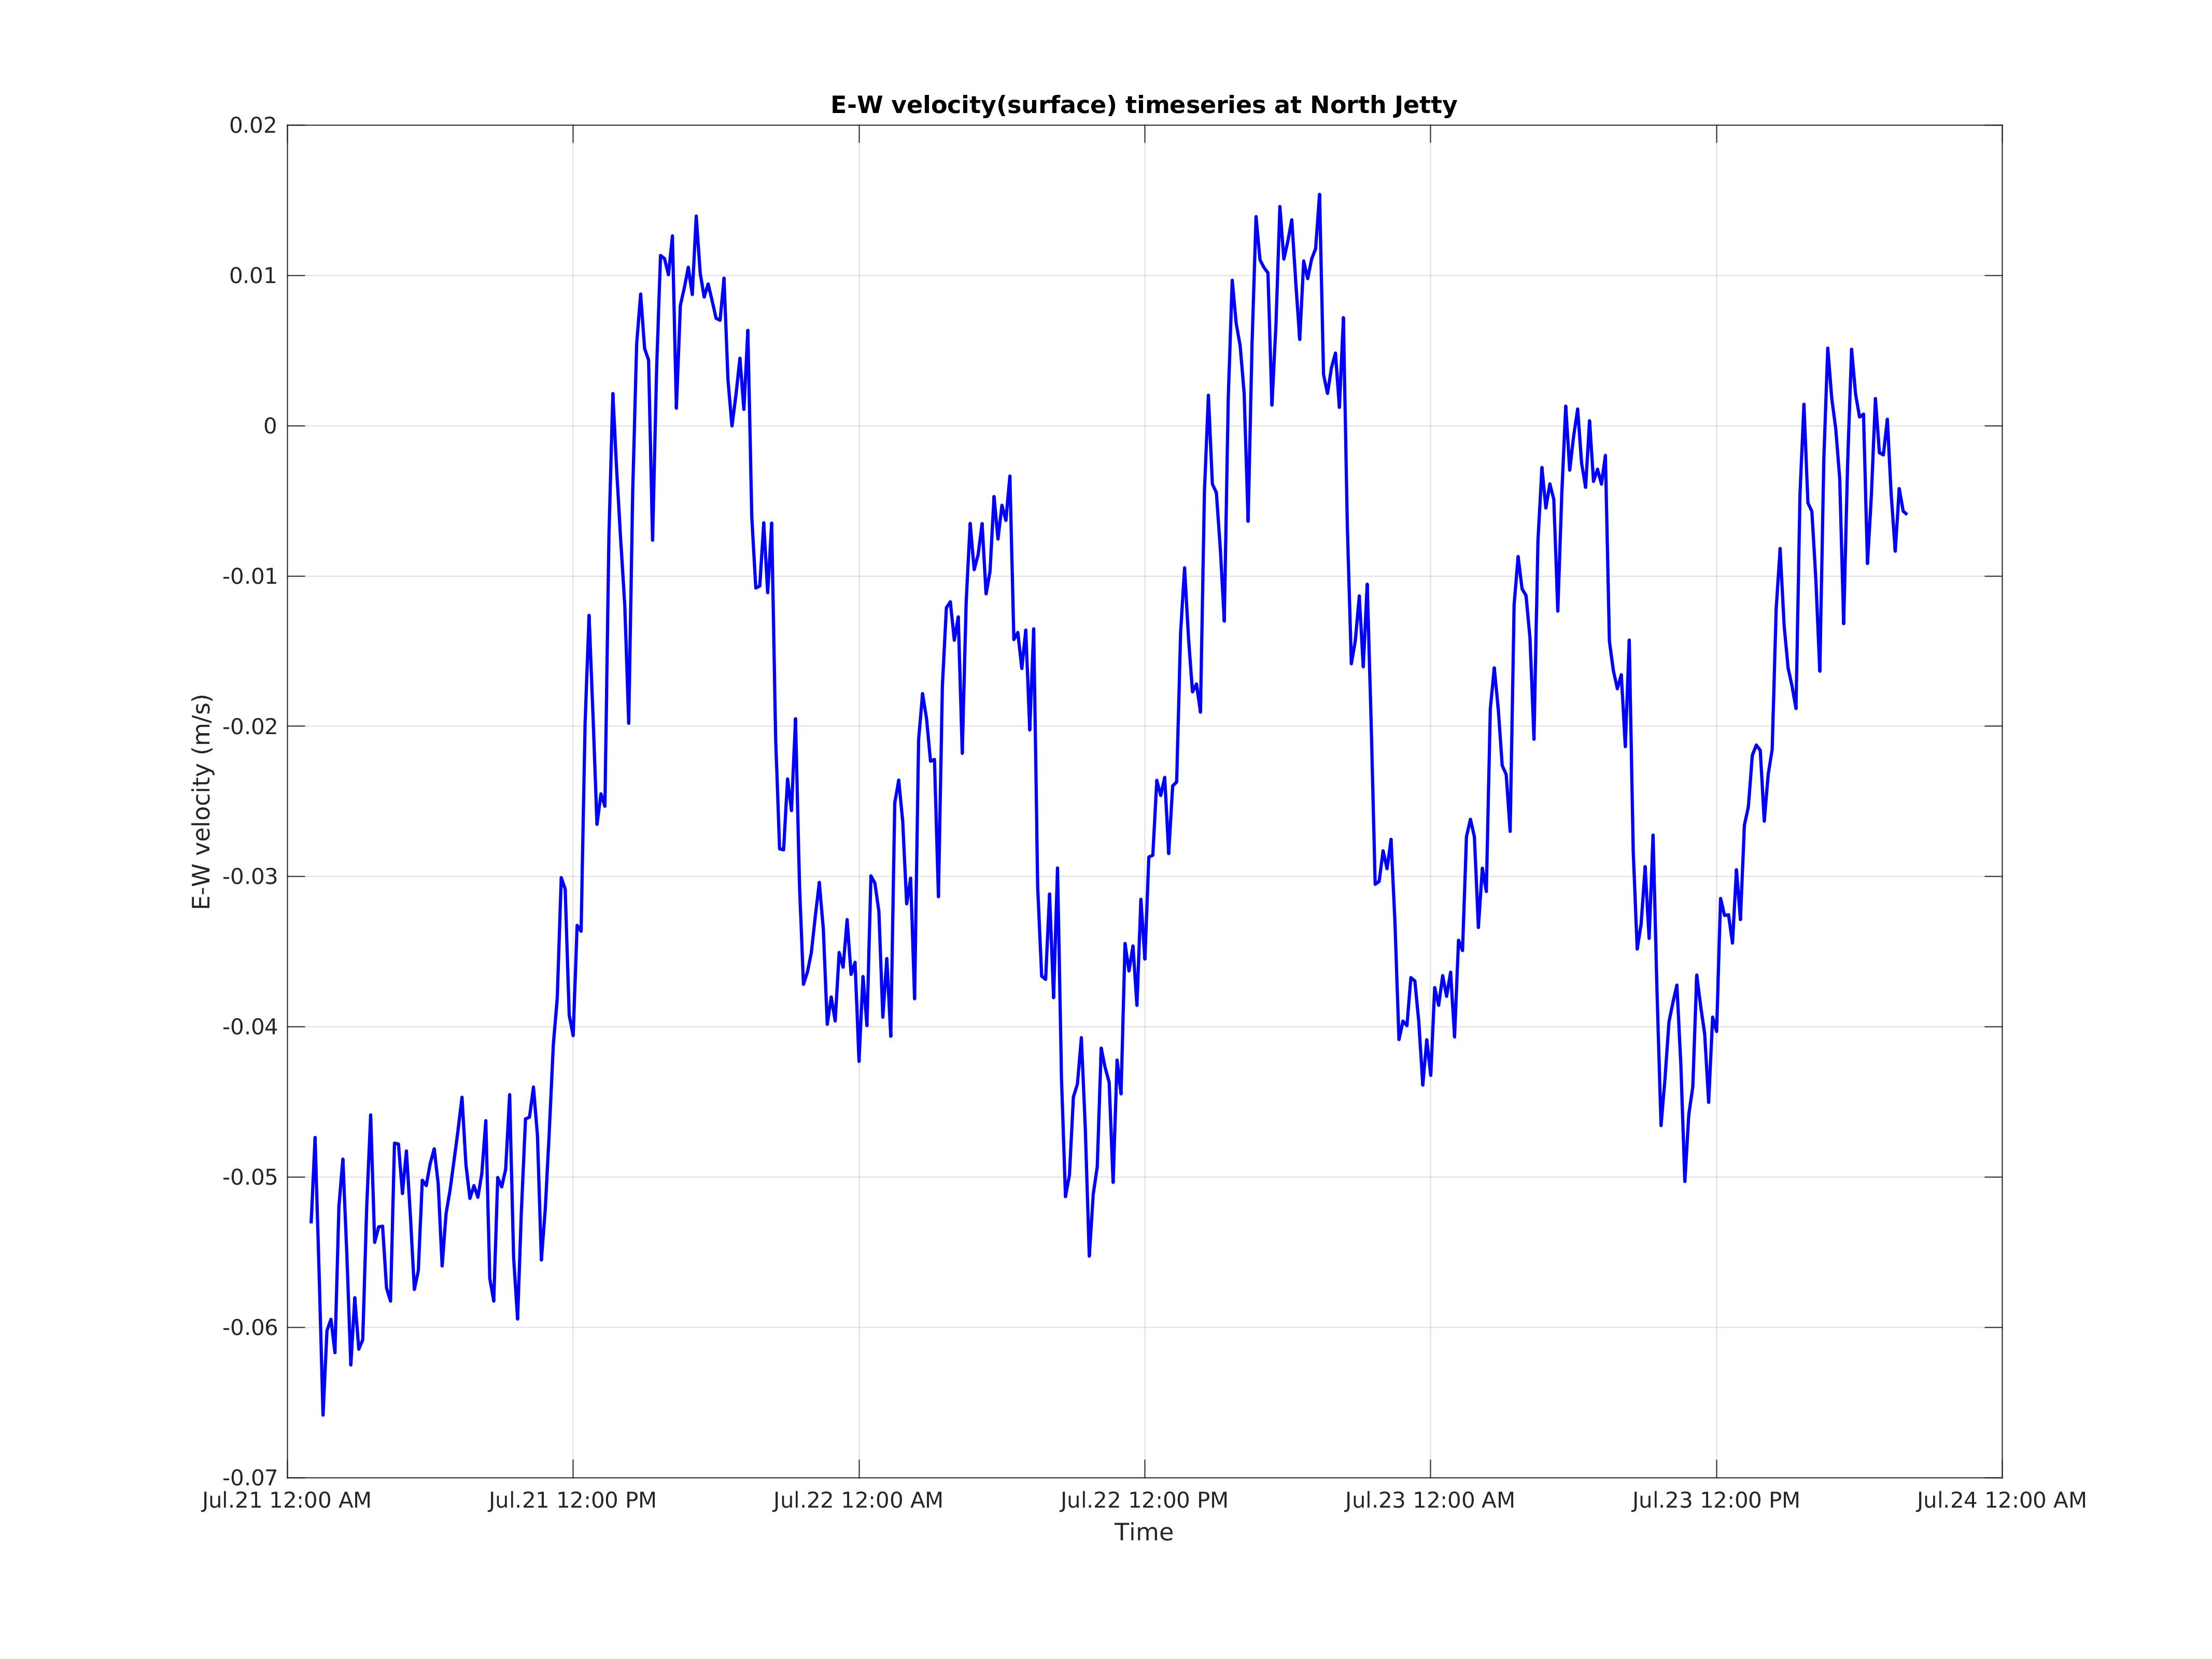 E-W velocity(surface) timeseries at North Jetty
0.02
0.01
0
-0.01
-0.02
-0.03
-0.04
-0.05
-0.06
-0.07
E-W velocity (m/s)
Jul.21 12:00 AM Jul.21 12:00 PM Jul.22 12:00 AM Jul.22 12:00 PM Jul.23 12:00 AM Jul.23 12:00 PM Jul.24 12:00 AM
Time